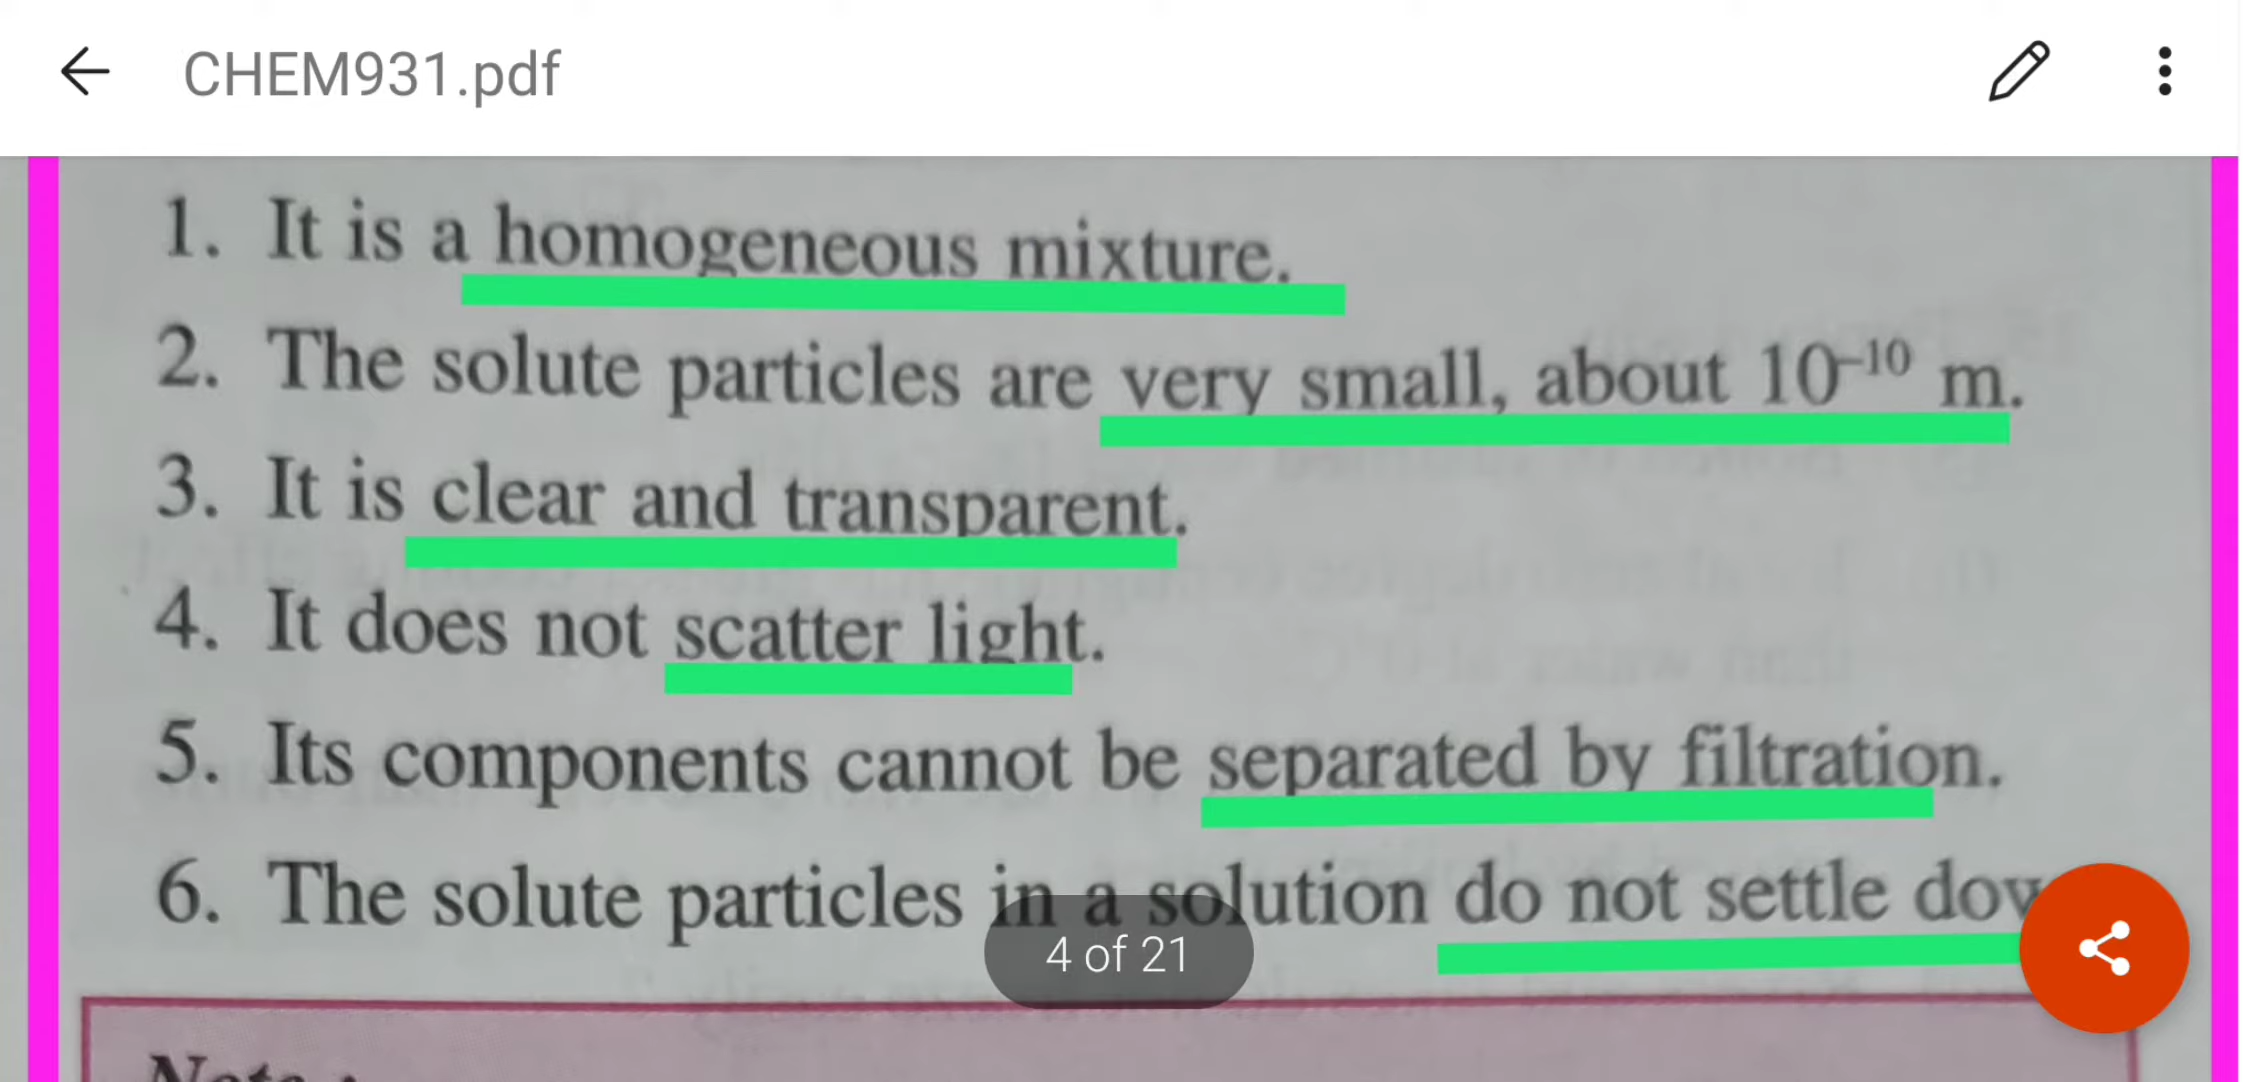 CHEM931.pdf
1. It is a homogeneous mixture.
2. The solute particles are very small, about 10⁻¹⁰ m.
3. It is clear and transparent.
4. It does not scatter light.
5. Its components cannot be separated by filtration.
6. The solute particles in a solution do not settle dow
4 of 21
Note :